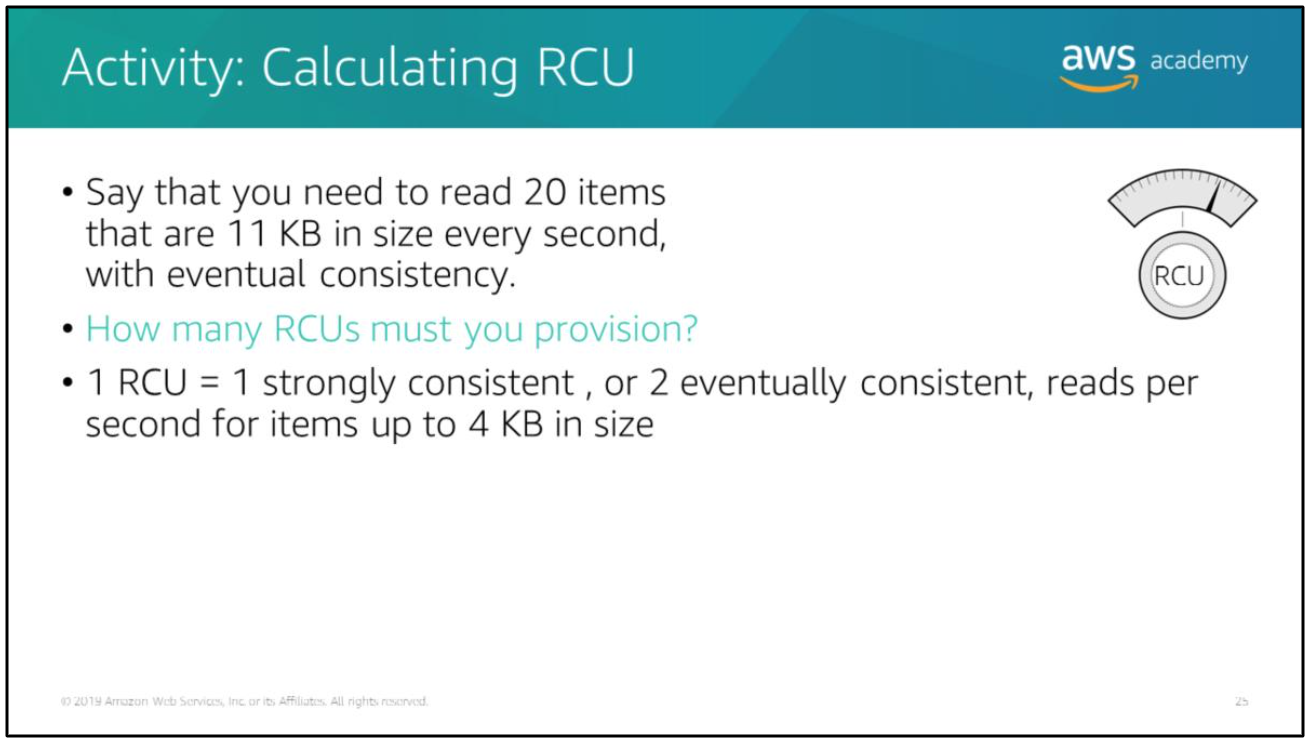 Activity: Calculating RCU
aws academy
• Say that you need to read 20 items
that are 11 KB in size every second,
with eventual consistency.
RCU
• How many RCUs must you provision?
• 1 RCU = 1 strongly consistent , or 2 eventually consistent, reads per
second for items up to 4 KB in size
© 2019 Amazon Web Services, Inc. or its Affiliates. All rights reserved.
25